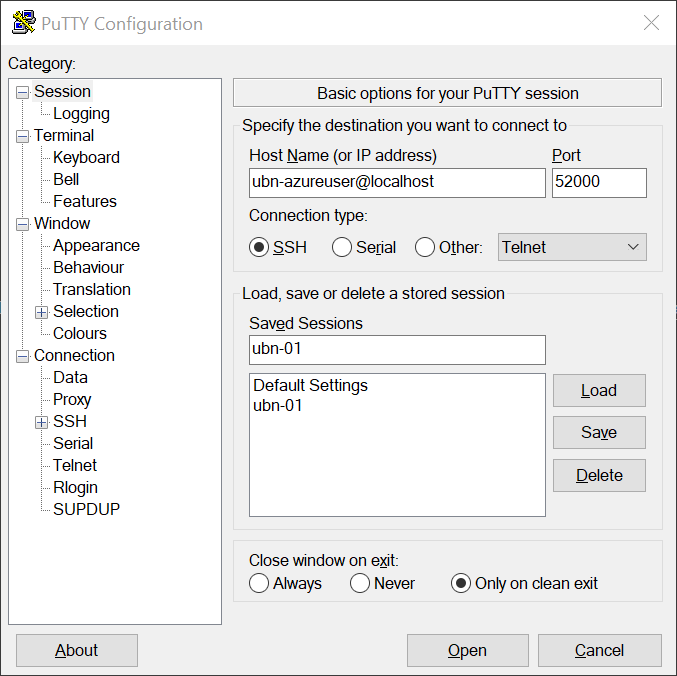 PuTTY Configuration
Category:
Session
Logging
Terminal
Keyboard
Bell
Features
Window
Appearance
Behaviour
Translation
Selection
Colours
Connection
Data
Proxy
SSH
Serial
Telnet
Rlogin
SUPDUP
Basic options for your PuTTY session
Specify the destination you want to connect to
Host Name (or IP address) Port
ubn-azureuser@localhost 52000
Connection type:
SSH Serial Other: Telnet
Load, save or delete a stored session
Saved Sessions
ubn-01
Default Settings
ubn-01
Load
Save
Delete
Close window on exit:
Always Never Only on clean exit
About Open Cancel